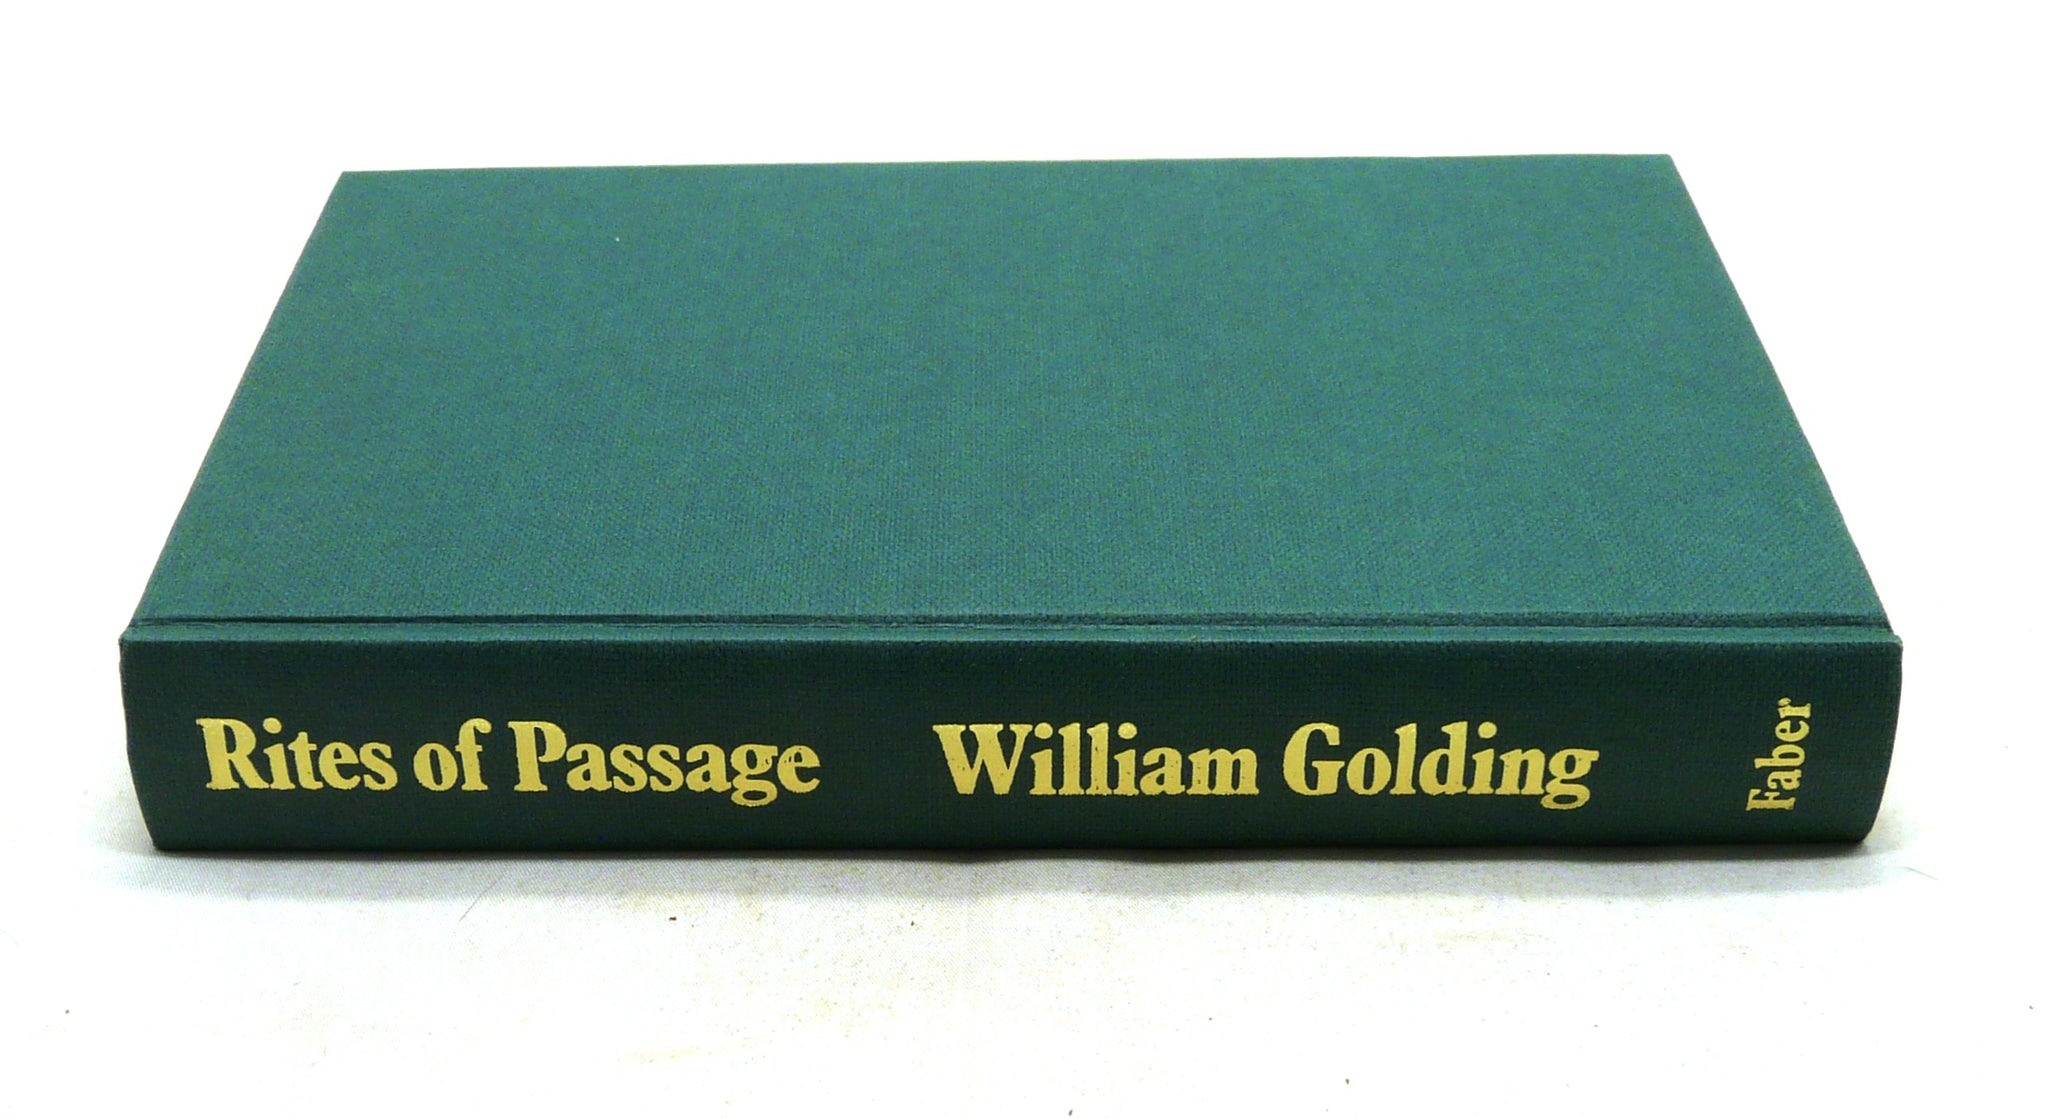 Rites of Passage
William Golding
Faber